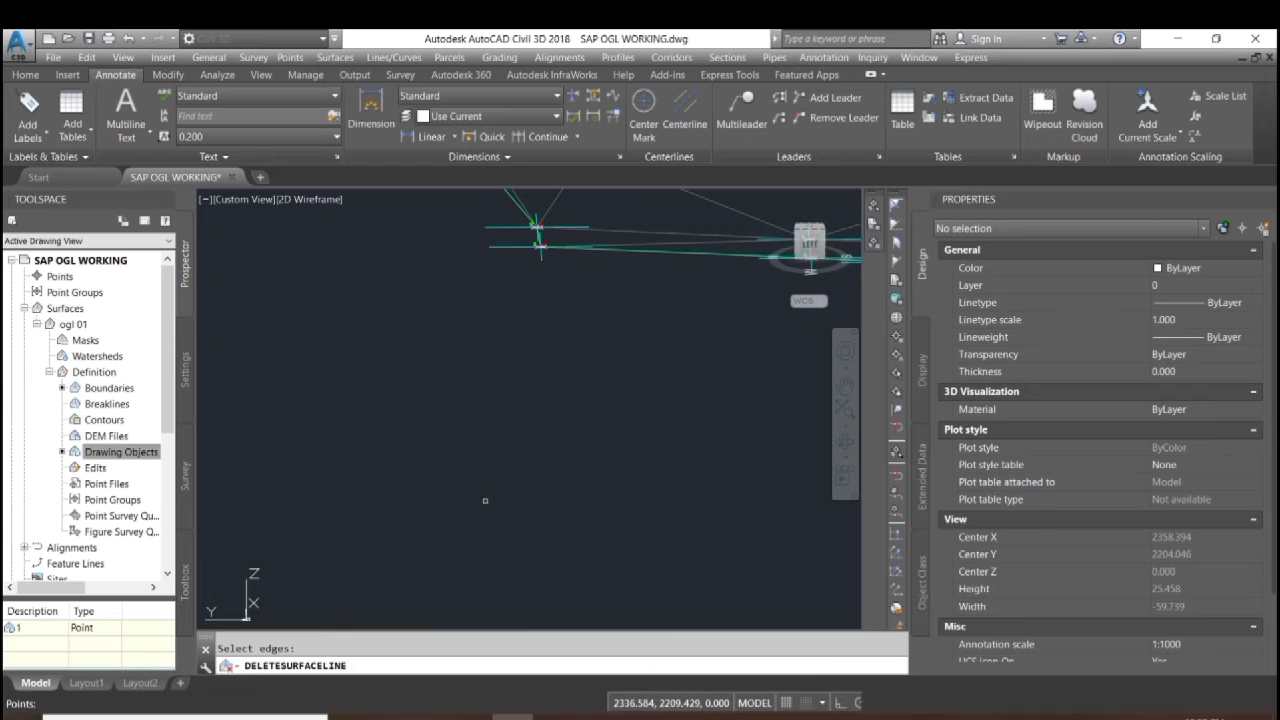 Autodesk AutoCAD Civil 3D 2018 SAP OGL WORKING.dwg
Type a keyword or phrase
Sign In
Civil 3D
C3D
File Edit View Insert General Survey Points Surfaces Lines/Curves Parcels Grading Alignments Profiles Corridors Sections Pipes Annotation Inquiry Window Express
Home Insert Annotate Modify Analyze View Manage Output Survey Autodesk 360 Autodesk InfraWorks Help Add-ins Express Tools Featured Apps
Add Labels
Add Tables
Multiline Text
Standard
Find text
0.200
Dimension
Standard
Use Current
Linear Quick Continue
Center Mark
Centerline
Multileader
Add Leader
Remove Leader
Table
Extract Data
Link Data
Wipeout
Revision Cloud
Add Current Scale
Scale List
Labels & Tables Text Dimensions Centerlines Leaders Tables Markup Annotation Scaling
Start
SAP OGL WORKING*
TOOLSPACE
Active Drawing View
SAP OGL WORKING
Points
Point Groups
Surfaces
ogl 01
Masks
Watersheds
Definition
Boundaries
Breaklines
Contours
DEM Files
Drawing Objects
Edits
Point Files
Point Groups
Point Survey Qu...
Figure Survey Q...
Alignments
Feature Lines
Sites
Description Type
1 Point
Prospector
Settings
Survey
Toolbox
[−][Custom View][2D Wireframe]
LEFT
WCS
Z
Y
X
Select edges:
DELETESURFACELINE
PROPERTIES
No selection
General
Color ByLayer
Layer 0
Linetype ByLayer
Linetype scale 1.000
Lineweight ByLayer
Transparency ByLayer
Thickness 0.000
3D Visualization
Material ByLayer
Plot style
Plot style ByColor
Plot style table None
Plot table attached to Model
Plot table type Not available
View
Center X 2358.394
Center Y 2204.046
Center Z 0.000
Height 25.458
Width -59.739
Misc
Annotation scale 1:1000
UCS icon On Yes
Design
Display
Extended Data
Object Class
Model Layout1 Layout2
Points:
2336.584, 2209.429, 0.000 MODEL